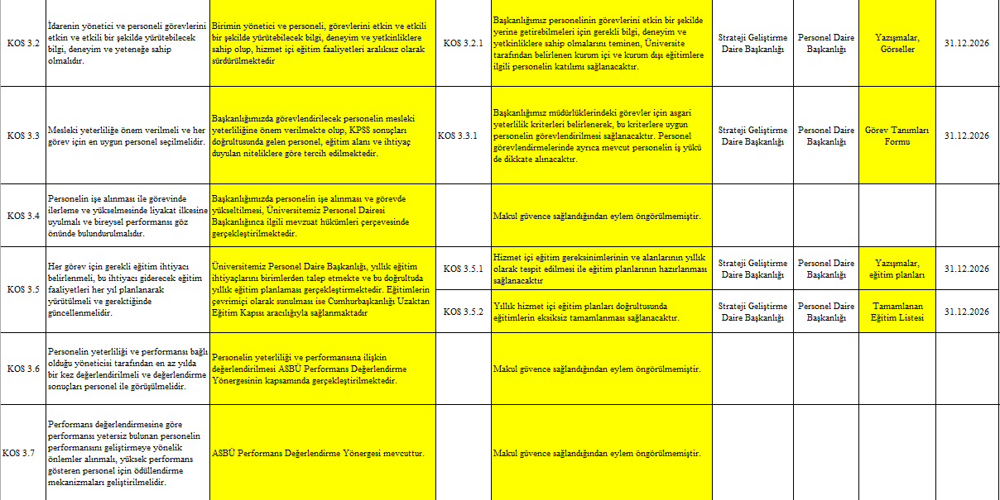 KOS 3.2
İdarenin yönetici ve personeli görevlerini
etkin ve etkili bir şekilde yürütebilecek
bilgi, deneyim ve yeteneğe sahip
olmalıdır.
Birimin yönetici ve personeli, görevlerini etkin ve etkili
bir şekilde yürütebilecek bilgi, deneyim ve yetkinliklere
sahip olup, hizmet içi eğitim faaliyetleri aralıksız olarak
sürdürülmektedir
KOS 3.2.1
Başkanlığımız personelinin görevlerini etkin bir şekilde
yerine getirebilmeleri için gerekli bilgi, deneyim ve
yetkinliklere sahip olmalarını teminen, Üniversite
tarafından belirlenen kurum içi ve kurum dışı eğitimlere
ilgili personelin katılımı sağlanacaktır.
Strateji Geliştirme
Daire Başkanlığı
Personel Daire
Başkanlığı
Yazışmalar,
Görseller
31.12.2026
KOS 3.3
Mesleki yeterliliğe önem verilmeli ve her
görev için en uygun personel seçilmelidir.
Başkanlığımızda görevlendirilecek personelin mesleki
yeterliliğine önem verilmekte olup, KPSS sonuçları
doğrultusunda gelen personel, eğitim alanı ve ihtiyaç
duyulan niteliklere göre tercih edilmektedir.
KOS 3.3.1
Başkanlığımız müdürlüklerindeki görevler için asgari
yeterlilik kriterleri belirlenerek, bu kriterlere uygun
personelin görevlendirilmesi sağlanacaktır. Personel
görevlendirmelerinde ayrıca mevcut personelin iş yükü
de dikkate alınacaktır.
Strateji Geliştirme
Daire Başkanlığı
Personel Daire
Başkanlığı
Görev Tanımları
Formu
31.12.2026
KOS 3.4
Personelin işe alınması ile görevinde
ilerleme ve yükselmesinde liyakat ilkesine
uyulmalı ve bireysel performansı göz
önünde bulundurulmalıdır.
Başkanlığımızda personelin işe alınması ve görevde
yükseltilmesi, Üniversitemiz Personel Dairesi
Başkanlığınca ilgili mevzuat hükümleri çerçevesinde
gerçekleştirilmektedir.
Makul güvence sağlandığından eylem öngörülmemiştir.
KOS 3.5
Her görev için gerekli eğitim ihtiyacı
belirlenmeli, bu ihtiyacı giderecek eğitim
faaliyetleri her yıl planlanarak
yürütülmeli ve gerektiğinde
güncellenmelidir.
Üniversitemiz Personel Daire Başkanlığı, yıllık eğitim
ihtiyaçlarını birimlerden talep etmekte ve bu doğrultuda
yıllık eğitim planlaması gerçekleştirmektedir. Eğitimlerin
çevrimiçi olarak sunulması ise Cumhurbaşkanlığı Uzaktan
Eğitim Kapısı aracılığıyla sağlanmaktadır
KOS 3.5.1
Hizmet içi eğitim gereksinimlerinin ve alanlarının yıllık
olarak tespit edilmesi ile eğitim planlarının hazırlanması
sağlanacaktır
Strateji Geliştirme
Daire Başkanlığı
Personel Daire
Başkanlığı
Yazışmalar,
eğitim planları
31.12.2026
KOS 3.5.2
Yıllık hizmet içi eğitim planları doğrultusunda
eğitimlerin eksiksiz tamamlanması sağlanacaktır.
Strateji Geliştirme
Daire Başkanlığı
Personel Daire
Başkanlığı
Tamamlanan
Eğitim Listesi
31.12.2026
KOS 3.6
Personelin yeterliliği ve performansı bağlı
olduğu yöneticisi tarafından en az yılda
bir kez değerlendirilmeli ve değerlendirme
sonuçları personel ile görüşülmelidir.
Personelin yeterliliği ve performansına ilişkin
değerlendirilmesi ASBÜ Performans Değerlendirme
Yönergesinin kapsamında gerçekleştirilmektedir.
Makul güvence sağlandığından eylem öngörülmemiştir.
KOS 3.7
Performans değerlendirmesine göre
performansı yetersiz bulunan personelin
performansını geliştirmeye yönelik
önlemler alınmalı, yüksek performans
gösteren personel için ödüllendirme
mekanizmaları geliştirilmelidir.
ASBÜ Performans Değerlendirme Yönergesi mevcuttur.
Makul güvence sağlandığından eylem öngörülmemiştir.